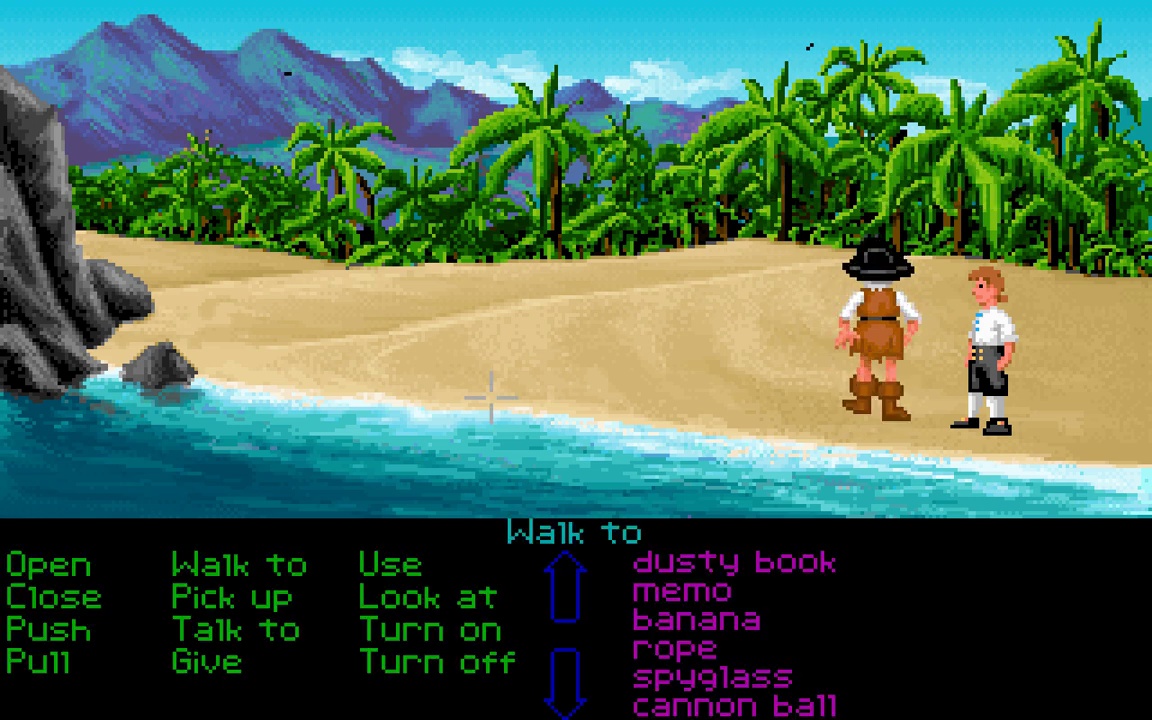 Walk to
Open Walk to Use dusty book
Close Pick up Look at memo
Push Talk to Turn on banana
Pull Give Turn off rope
spyglass
cannon ball